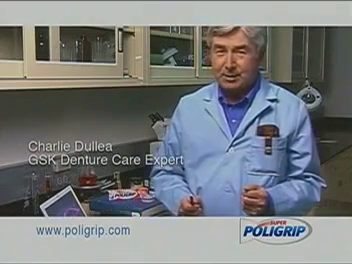 Charlie Dullea
GSK Denture Care Expert
www.poligrip.com
SUPER
POLIGRIP